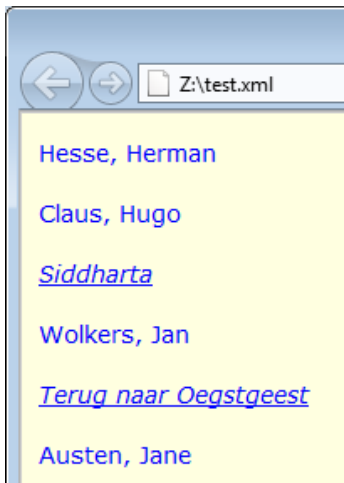 Z:\test.xml
Hesse, Herman
Claus, Hugo
Siddharta
Wolkers, Jan
Terug naar Oegstgeest
Austen, Jane